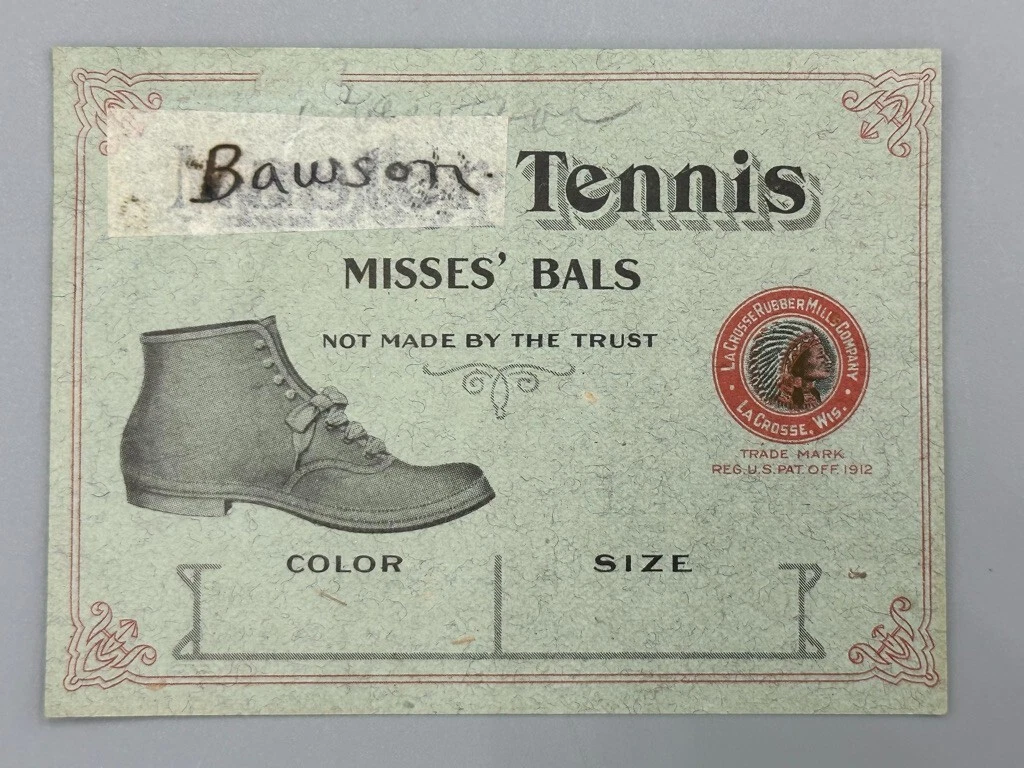 Bawson Tennis
MISSES' BALS
NOT MADE BY THE TRUST
LA CROSSE RUBBER MILLS COMPANY
LA CROSSE, WIS.
TRADE MARK
REG. U.S. PAT. OFF. 1912
COLOR SIZE